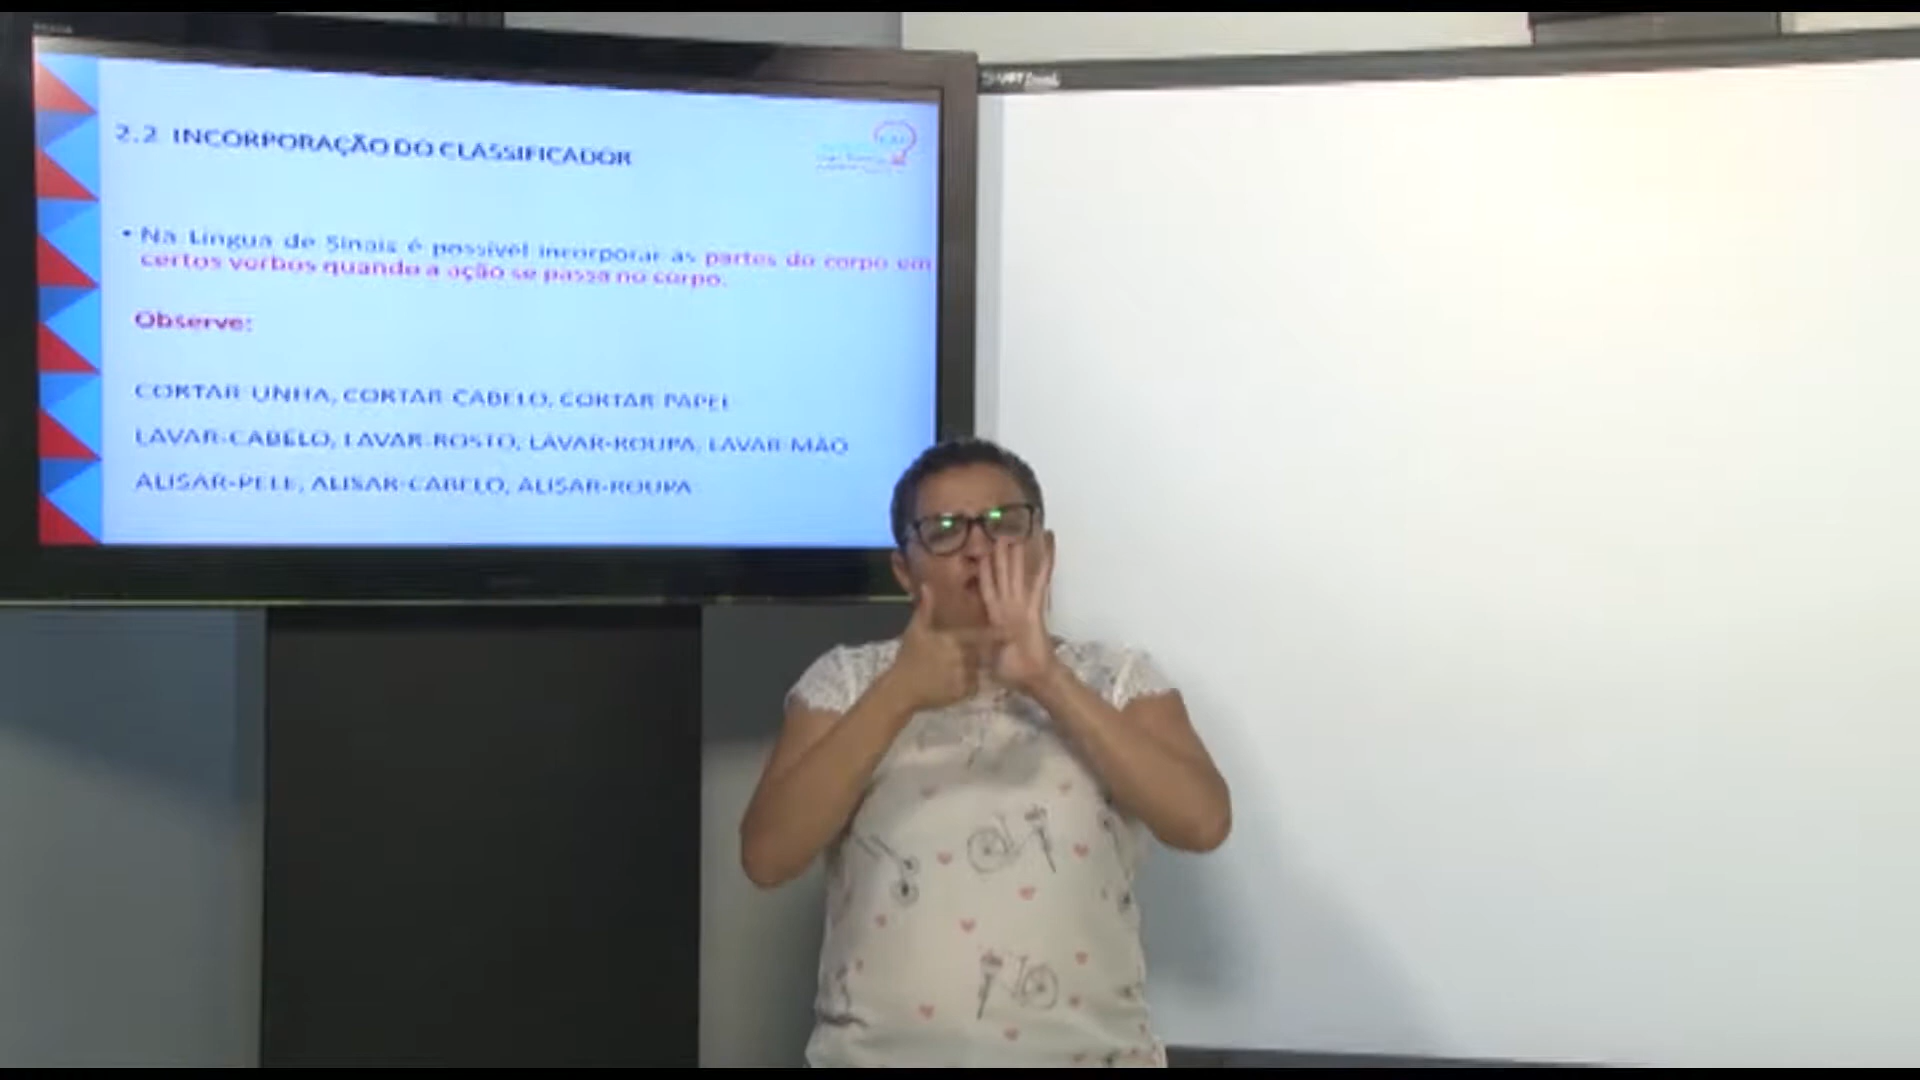 2.2 INCORPORAÇÃO DO CLASSIFICADOR
• Na Língua de Sinais é possível incorporar as partes do corpo em
certos verbos quando a ação se passa no corpo.
Observe:
CORTAR-UNHA, CORTAR-CABELO, CORTAR-PAPEL
LAVAR-CABELO, LAVAR-ROSTO, LAVAR-ROUPA, LAVAR-MÃO
ALISAR-PELE, ALISAR-CABELO, ALISAR-ROUPA